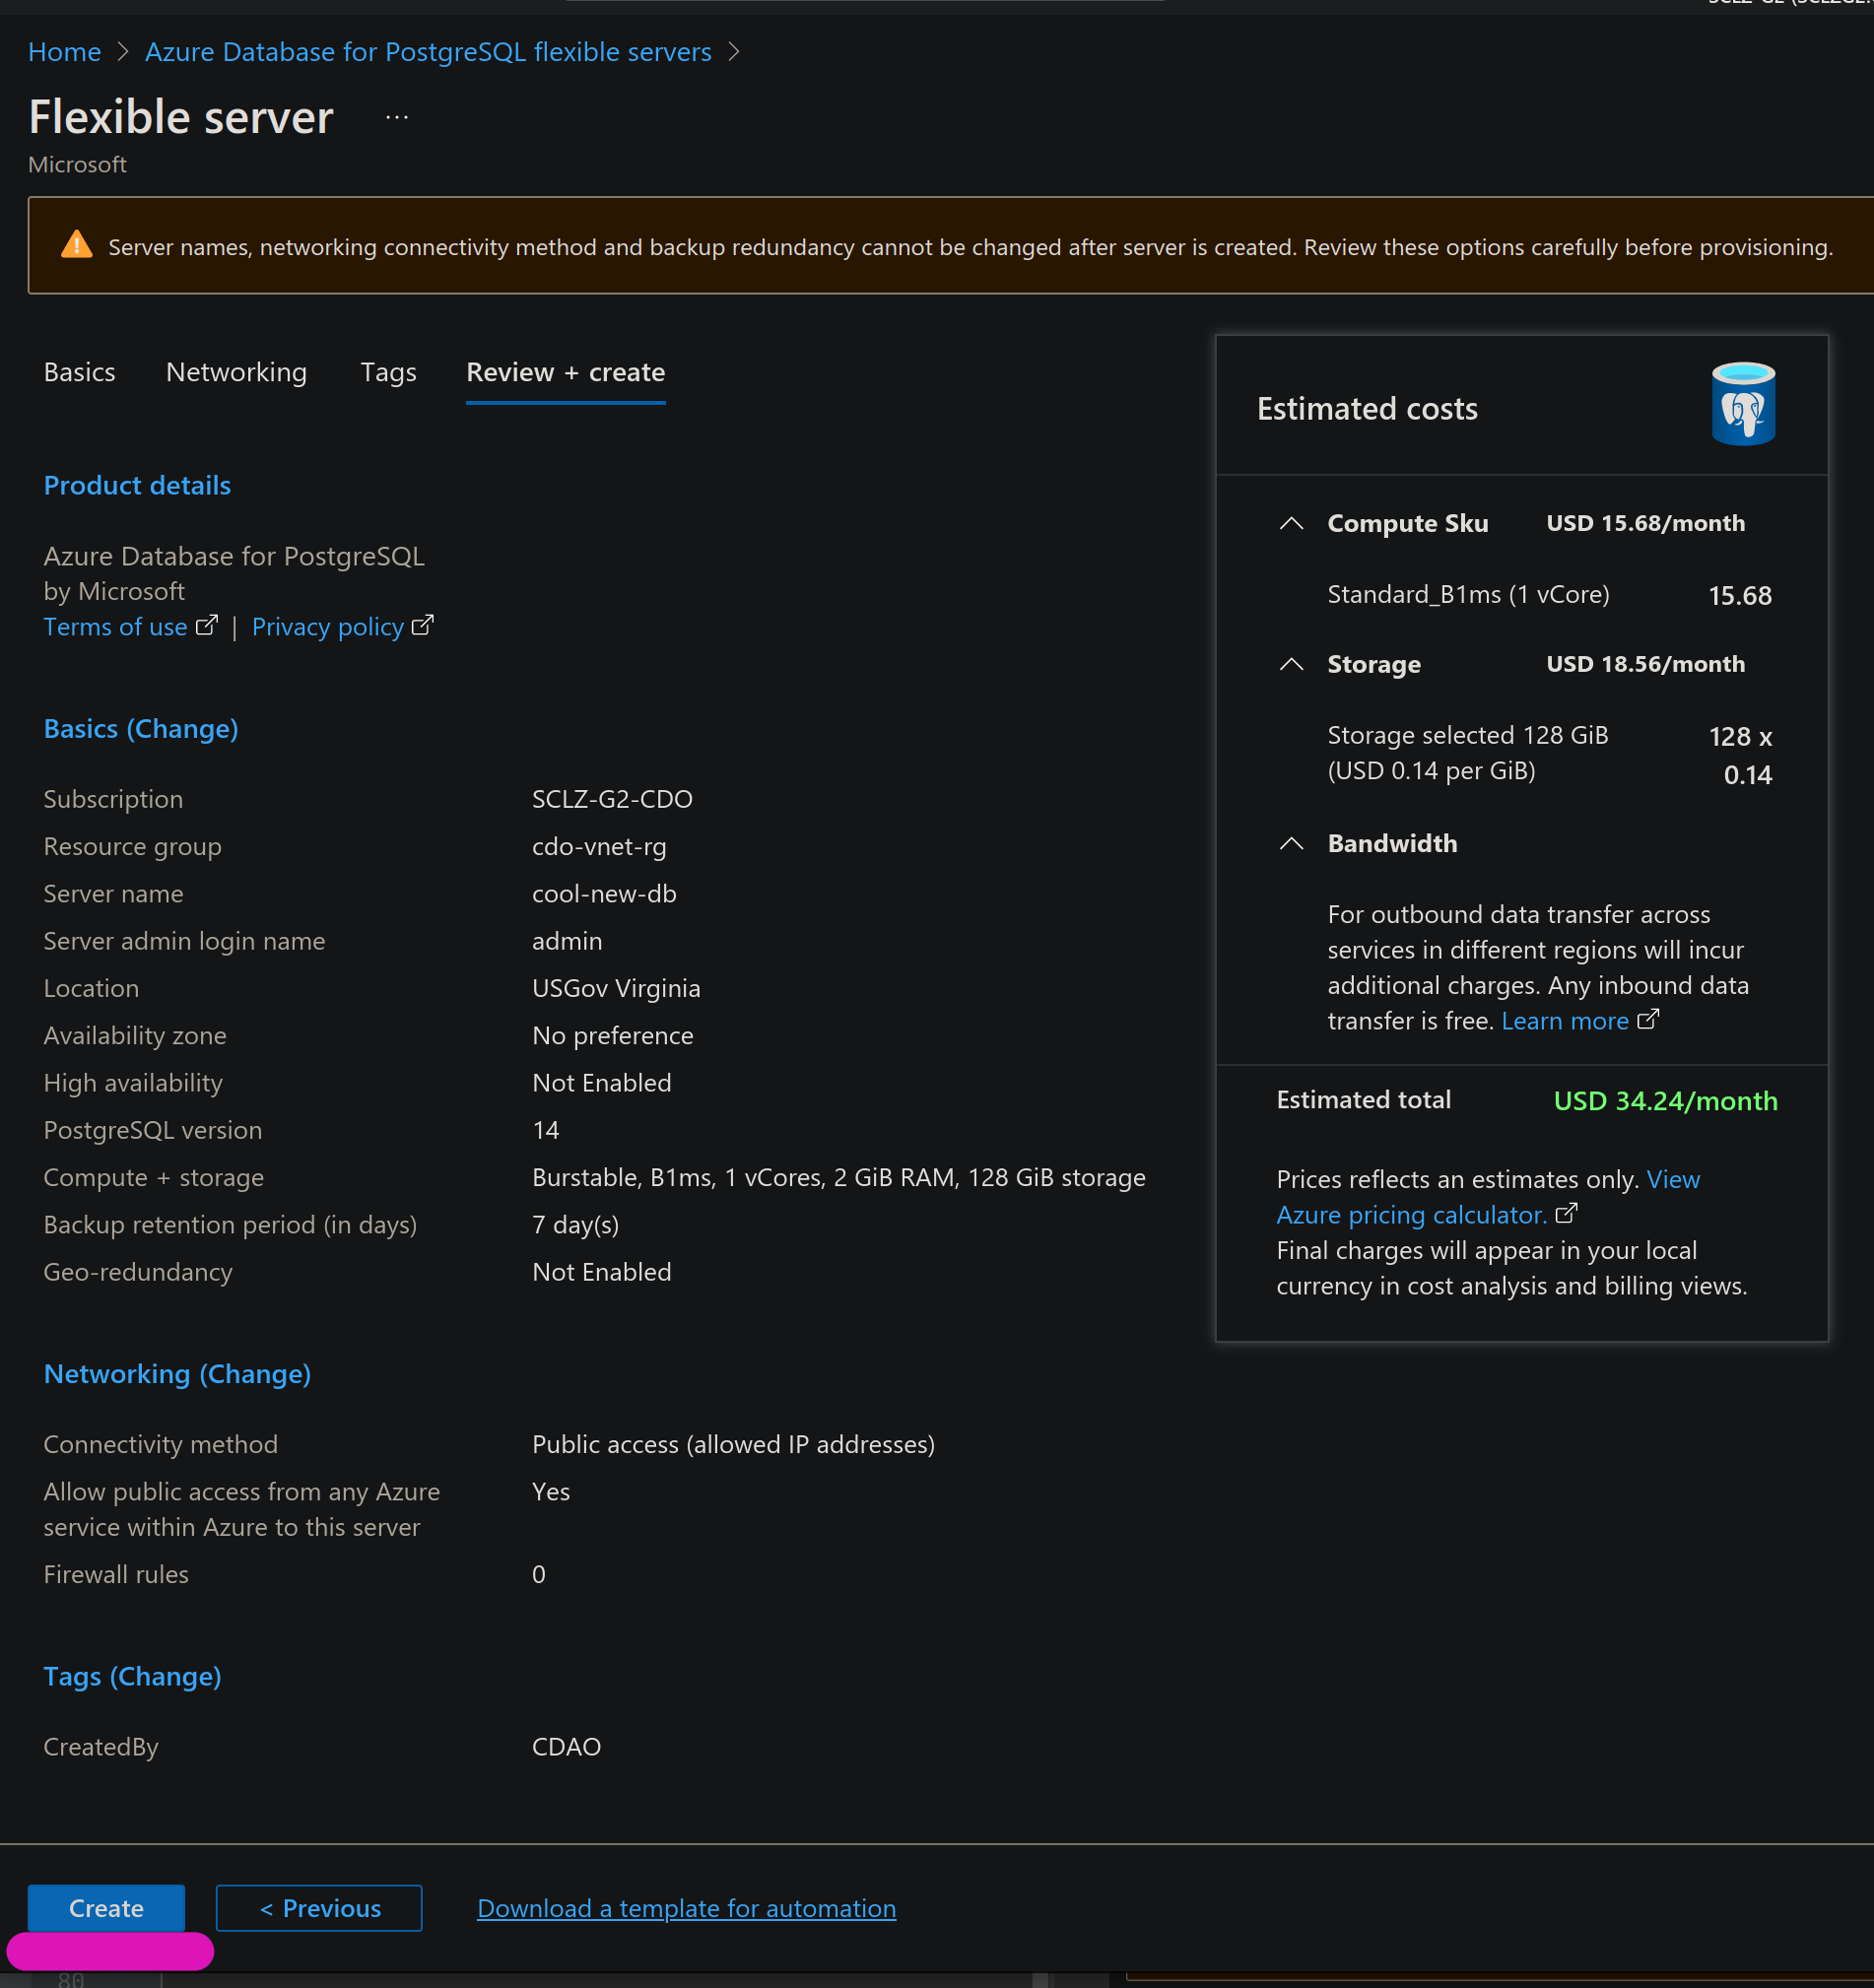 Home > Azure Database for PostgreSQL flexible servers >
Flexible server ...
Microsoft
Server names, networking connectivity method and backup redundancy cannot be changed after server is created. Review these options carefully before provisioning.
Basics Networking Tags Review + create
Product details
Azure Database for PostgreSQL
by Microsoft
Terms of use | Privacy policy
Basics (Change)
Subscription SCLZ-G2-CDO
Resource group cdo-vnet-rg
Server name cool-new-db
Server admin login name admin
Location USGov Virginia
Availability zone No preference
High availability Not Enabled
PostgreSQL version 14
Compute + storage Burstable, B1ms, 1 vCores, 2 GiB RAM, 128 GiB storage
Backup retention period (in days) 7 day(s)
Geo-redundancy Not Enabled
Networking (Change)
Connectivity method Public access (allowed IP addresses)
Allow public access from any Azure Yes
service within Azure to this server
Firewall rules 0
Tags (Change)
CreatedBy CDAO
Estimated costs
Compute Sku USD 15.68/month
Standard_B1ms (1 vCore) 15.68
Storage USD 18.56/month
Storage selected 128 GiB 128 x
(USD 0.14 per GiB) 0.14
Bandwidth
For outbound data transfer across
services in different regions will incur
additional charges. Any inbound data
transfer is free. Learn more
Estimated total USD 34.24/month
Prices reflects an estimates only. View
Azure pricing calculator.
Final charges will appear in your local
currency in cost analysis and billing views.
Create < Previous Download a template for automation
80